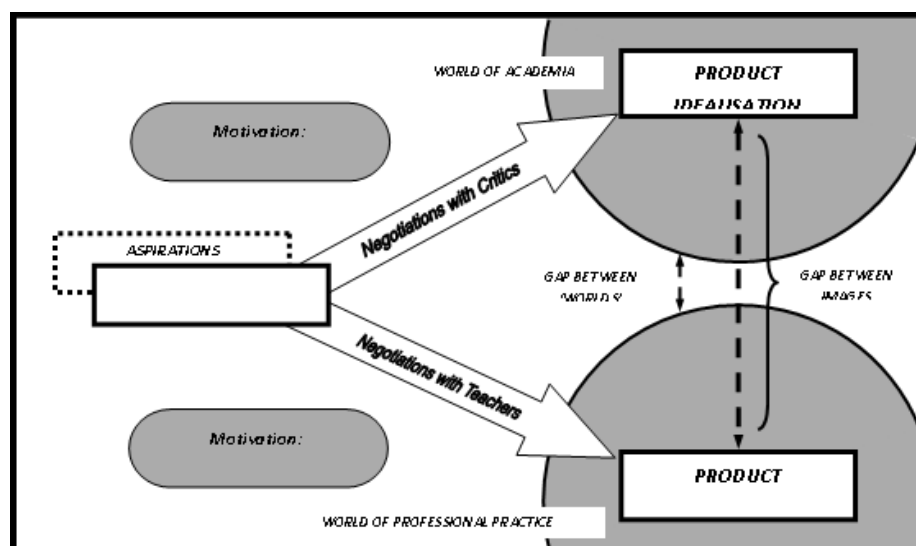 WORLD OF ACADEMIA
PRODUCT
IDEALISATION
Motivation:
Negotiations with Critics
ASPIRATIONS
GAP BETWEEN
'WORLDS'
GAP BETWEEN
IMAGES
Negotiations with Teachers
Motivation:
PRODUCT
WORLD OF PROFESSIONAL PRACTICE